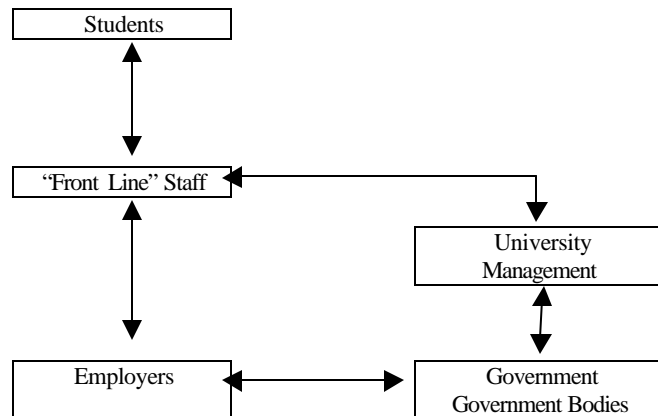 Students
“Front Line” Staff
University
Management
Employers
Government
Government Bodies